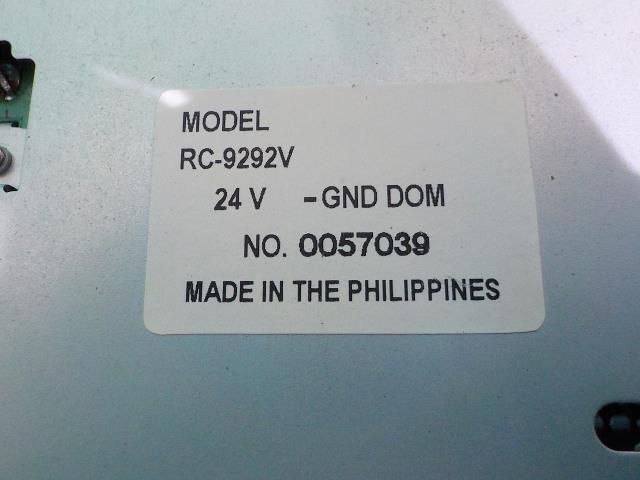 MODEL
RC-9292V
24 V -GND DOM
NO. 0057039
MADE IN THE PHILIPPINES